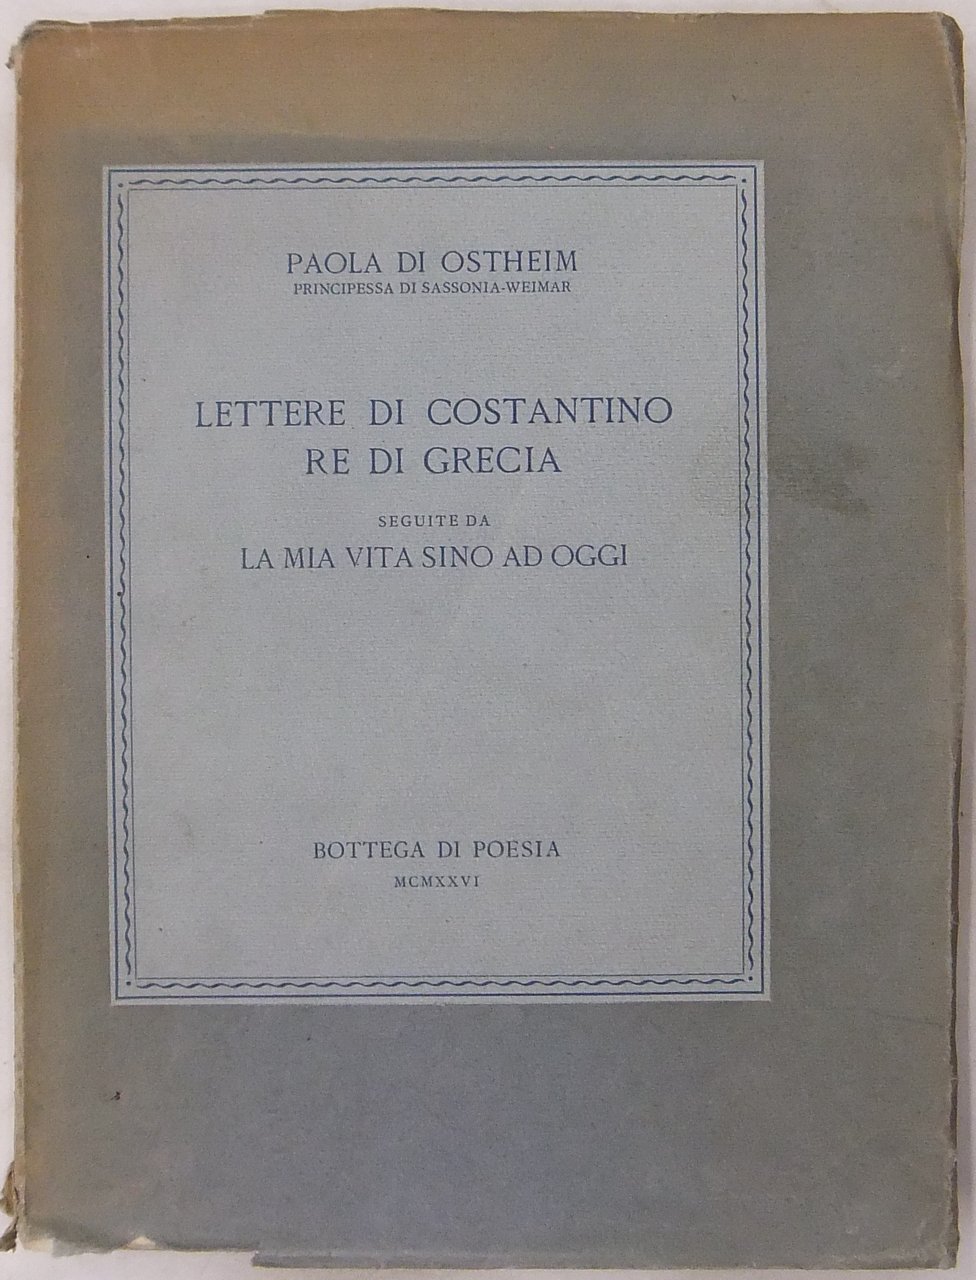 PAOLA DI OSTHEIM
PRINCIPESSA DI SASSONIA-WEIMAR
LETTERE DI COSTANTINO
RE DI GRECIA
SEGUITE DA
LA MIA VITA SINO AD OGGI
BOTTEGA DI POESIA
MCMXXVI